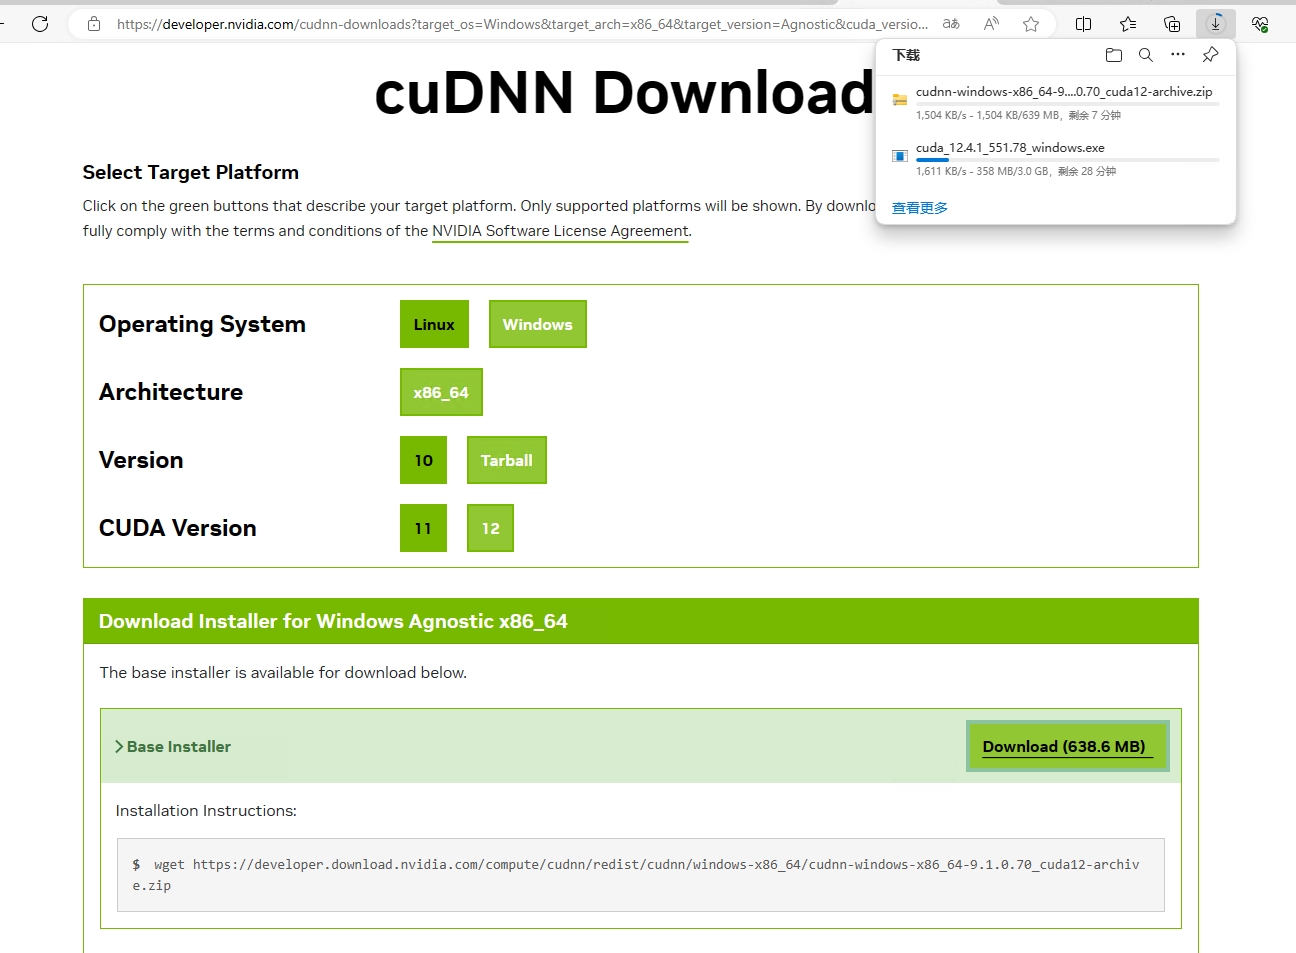 https://developer.nvidia.com/cudnn-downloads?target_os=Windows&target_arch=x86_64&target_version=Agnostic&cuda_versio...
下载
cudnn-windows-x86_64-9....0.70_cuda12-archive.zip
1,504 KB/s - 1,504 KB/639 MB，剩余 7 分钟
cuda_12.4.1_551.78_windows.exe
1,611 KB/s - 358 MB/3.0 GB，剩余 28 分钟
查看更多
cuDNN Download
Select Target Platform
Click on the green buttons that describe your target platform. Only supported platforms will be shown. By downlo
fully comply with the terms and conditions of the NVIDIA Software License Agreement.
Operating System Linux Windows
Architecture x86_64
Version 10 Tarball
CUDA Version 11 12
Download Installer for Windows Agnostic x86_64
The base installer is available for download below.
Base Installer Download (638.6 MB)
Installation Instructions:
$ wget https://developer.download.nvidia.com/compute/cudnn/redist/cudnn/windows-x86_64/cudnn-windows-x86_64-9.1.0.70_cuda12-archiv
e.zip